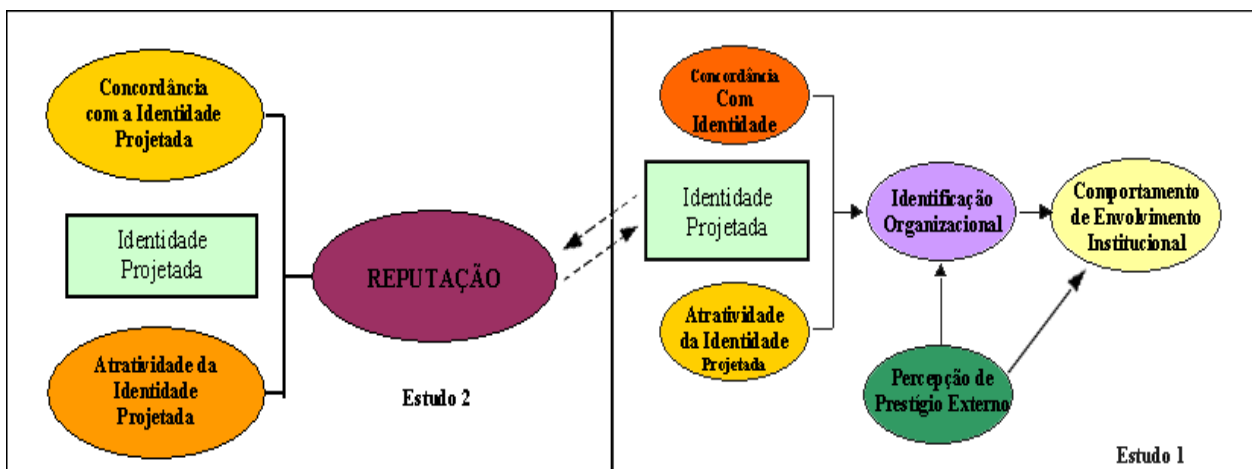 Concordância
com a Identidade
Projetada
Identidade
Projetada
Atratividade da
Identidade
Projetada
REPUTAÇÃO
Estudo 2
Concordância
Com
Identidade
Identidade
Projetada
Atratividade
da Identidade
Projetada
Identificação
Organizacional
Comportamento
de Envolvimento
Institucional
Percepção de
Prestígio Externo
Estudo 1